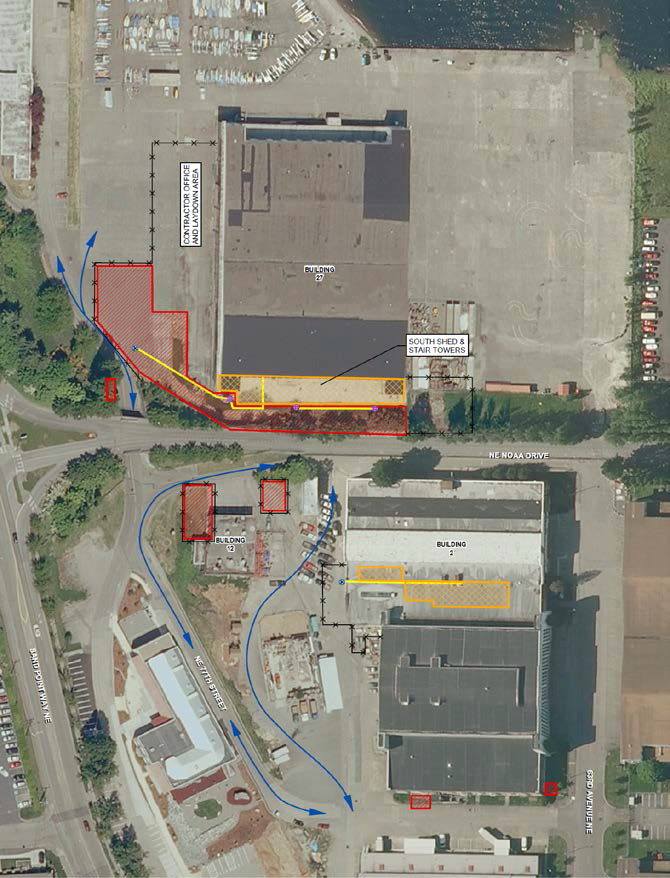 CONTRACTOR OFFICE
AND LAYDOWN AREA
BUILDING
27
SOUTH SHED &
STAIR TOWERS
NE NOAA DRIVE
BUILDING
12
BUILDING
2
SAND POINT WAY NE
NE 77TH STREET
63RD AVENUE NE